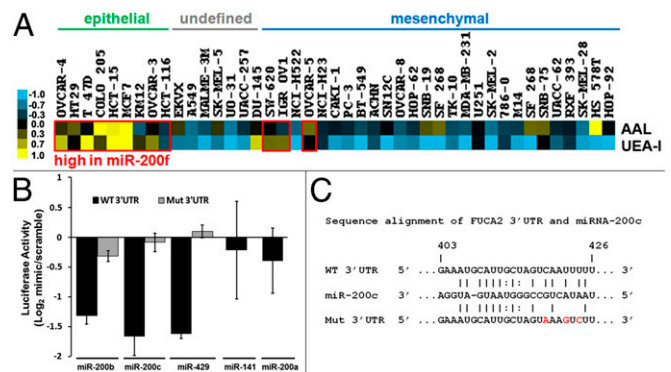 A
epithelial
undefined
mesenchymal
OVCAR-4
HT29
T 47D
COLO 205
HCT-15
MCF7
KM12
OVCAR-3
HCT-116
EKVX
A549
MALME-3M
SK-MEL-5
UO-31
UACC-257
DU-145
SW-620
IGR OV1
NCI-H522
OVCAR-5
NCI-H23
CAKI-1
PC-3
BT-549
ACHN
SN12C
OVCAR-8
HOP-62
SNB-19
SF 268
TK-10
MDA-MB-231
U251
SK-MEL-2
786-0
M14
SF 68
SNB-75
UACC-62
RXF 393
SK-MEL-28
HS 578T
HOP-92
-1.0
-0.7
-0.3
0.0
0.3
0.7
1.0
AAL
UEA-I
high in miR-200f
B
WT 3'UTR
Mut 3'UTR
Luciferase Activity
(Log2 mimic/scramble)
0.5
0
-0.5
-1
-1.5
-2
miR-200b
miR-200c
miR-429
miR-141
miR-200a
C
Sequence alignment of FUCA2 3'UTR and miRNA-200c
403 426
WT 3'UTR 5' ...GAAAUGCAUUGCUAGUCAAUUUUU... 3'
miR-200c AGGUA-GUAAUGGGCCGUCAUAAU
Mut 3'UTR 5' ...GAAAUGCAUUGCUAGUAAAGUCUU... 3'